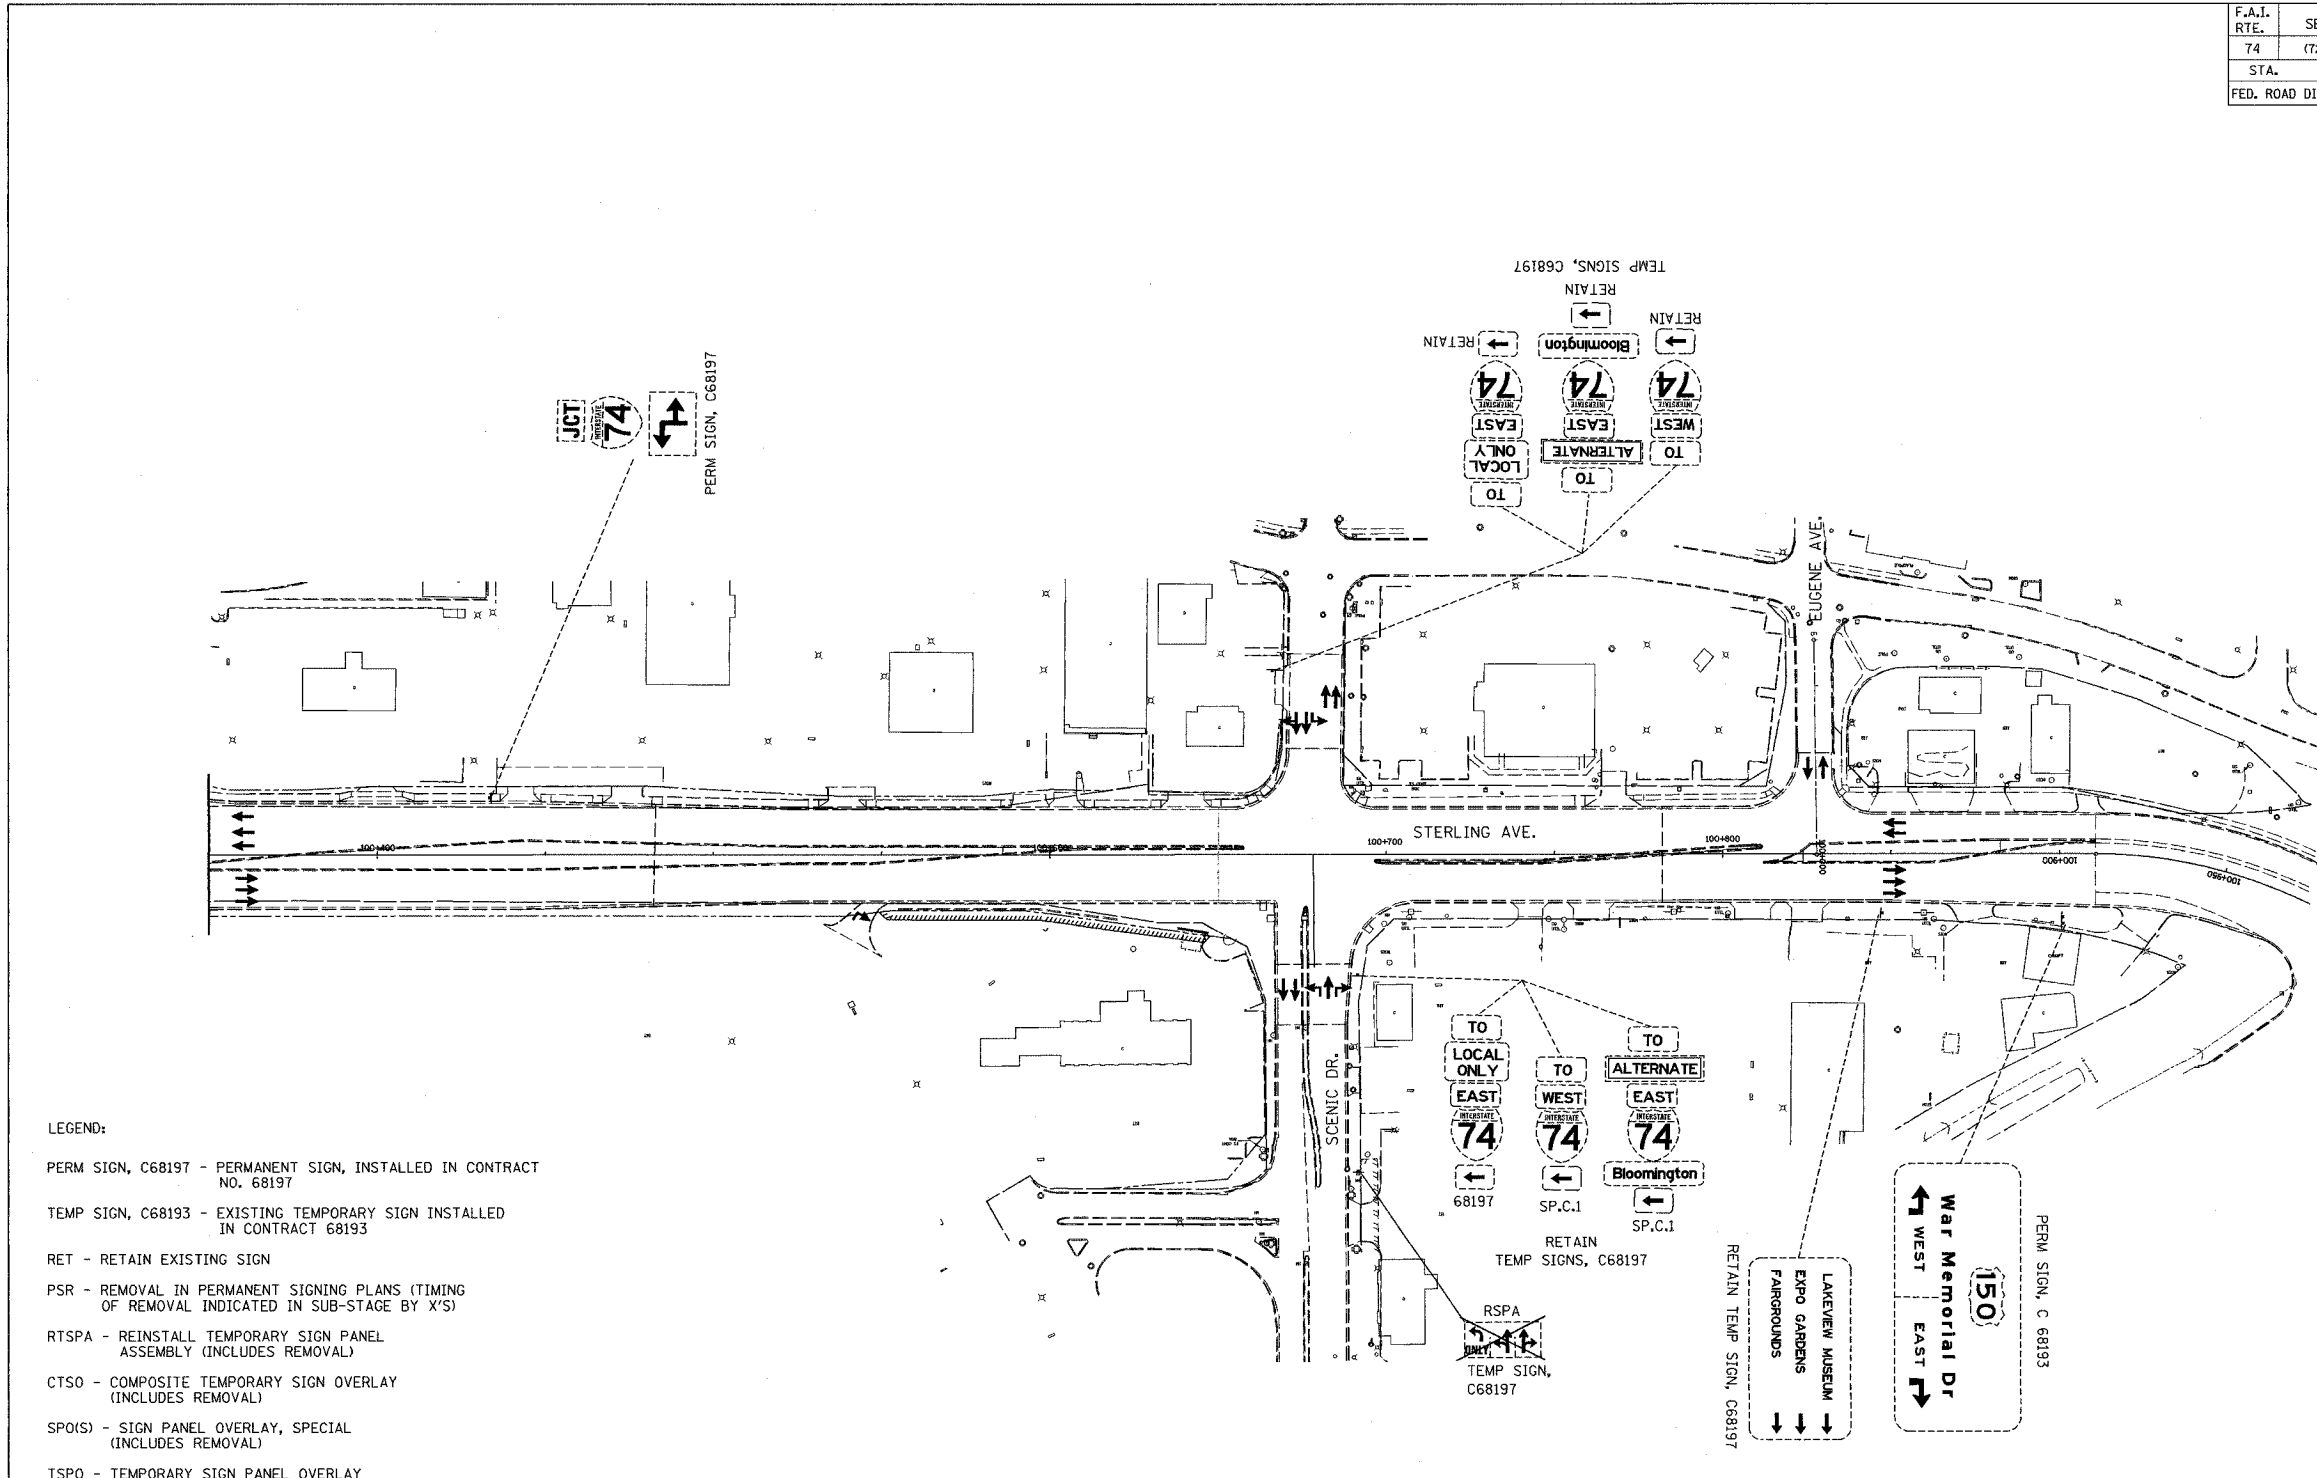 F.A.I.
RTE.
74
STA.
FED. ROAD DI
TEMP SIGNS, C68197
RETAIN
RETAIN
RETAIN
TO
LOCAL
ONLY
EAST
INTERSTATE
74
TO
ALTERNATE
EAST
INTERSTATE
74
Bloomington
TO
WEST
INTERSTATE
74
JCT
INTERSTATE
74
PERM SIGN, C68197
EUGENE AVE.
STERLING AVE.
100+700
100+800
100+900
100+950
SCENIC DR.
TO
LOCAL
ONLY
EAST
INTERSTATE
74
68197
TO
WEST
INTERSTATE
74
SP.C.1
TO
ALTERNATE
EAST
INTERSTATE
74
Bloomington
SP.C.1
RETAIN
TEMP SIGNS, C68197
RSPA
ONLY
TEMP SIGN,
C68197
RETAIN TEMP SIGN, C68197
LAKEVIEW MUSEUM
EXPO GARDENS
FAIRGROUNDS
150
War Memorial Dr
WEST
EAST
PERM SIGN, C 68193
LEGEND:
PERM SIGN, C68197 - PERMANENT SIGN, INSTALLED IN CONTRACT
NO. 68197
TEMP SIGN, C68193 - EXISTING TEMPORARY SIGN INSTALLED
IN CONTRACT 68193
RET - RETAIN EXISTING SIGN
PSR - REMOVAL IN PERMANENT SIGNING PLANS (TIMING
OF REMOVAL INDICATED IN SUB-STAGE BY X'S)
RTSPA - REINSTALL TEMPORARY SIGN PANEL
ASSEMBLY (INCLUDES REMOVAL)
CTSO - COMPOSITE TEMPORARY SIGN OVERLAY
(INCLUDES REMOVAL)
SPO(S) - SIGN PANEL OVERLAY, SPECIAL
(INCLUDES REMOVAL)
TSPO - TEMPORARY SIGN PANEL OVERLAY